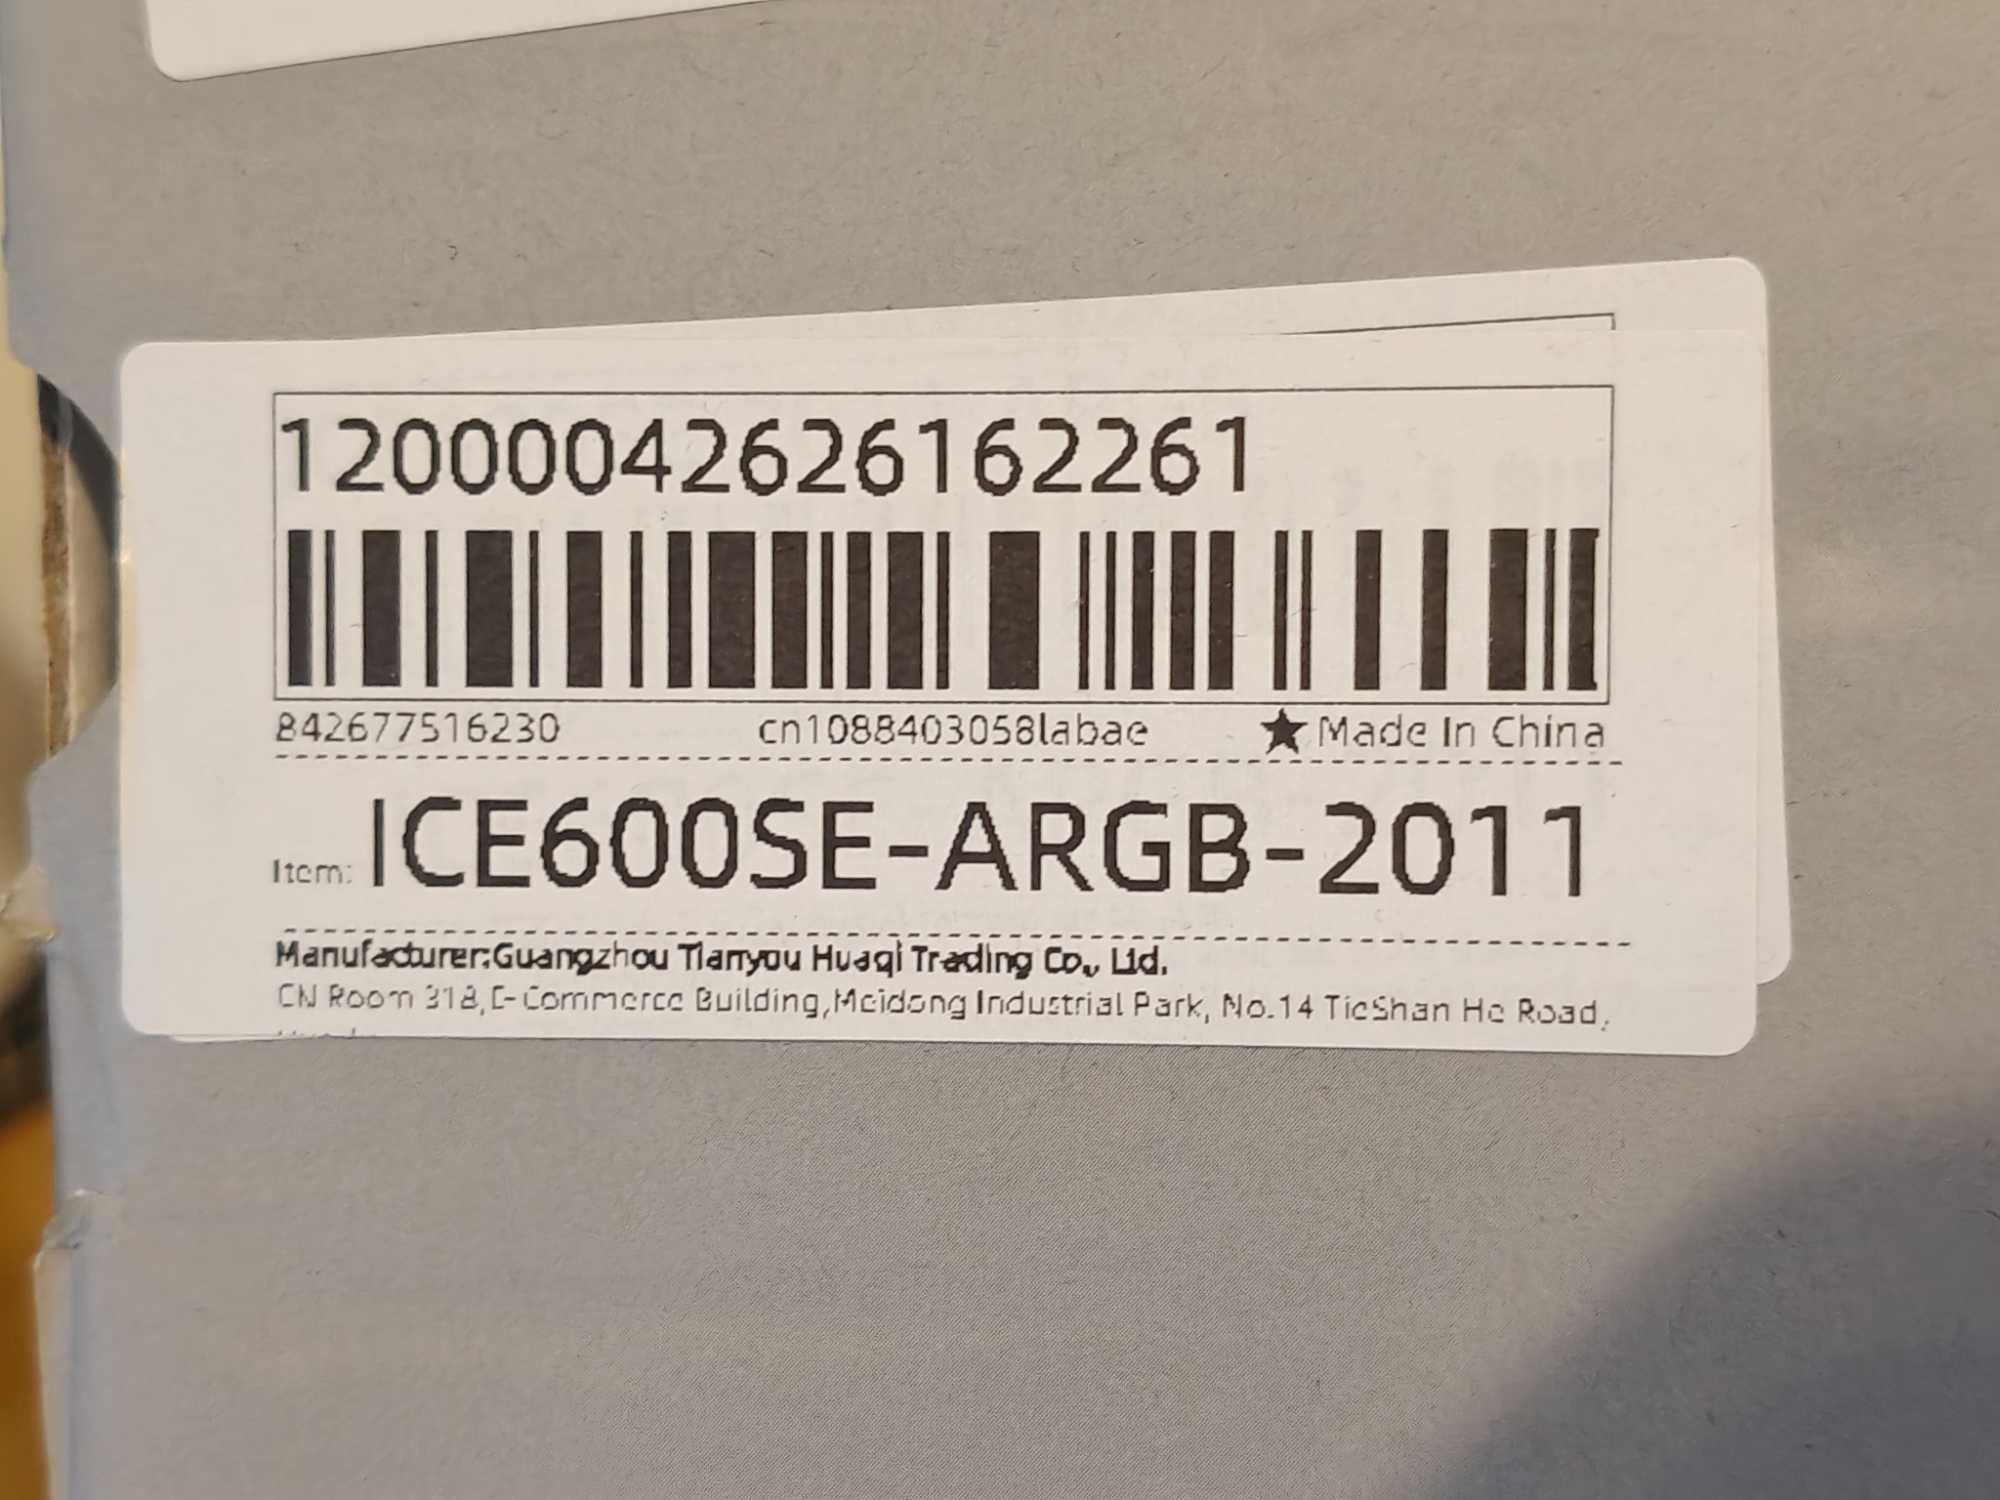 12000042626162261
842677516230 cn1088403058labae ★Made In China
Item: ICE600SE-ARGB-2011
Manufacturer:Guangzhou Tianyou Huaqi Trading Co., Ltd.
CN Room 318,E-Commerce Building,Meidong Industrial Park, No.14 TieShan He Road,